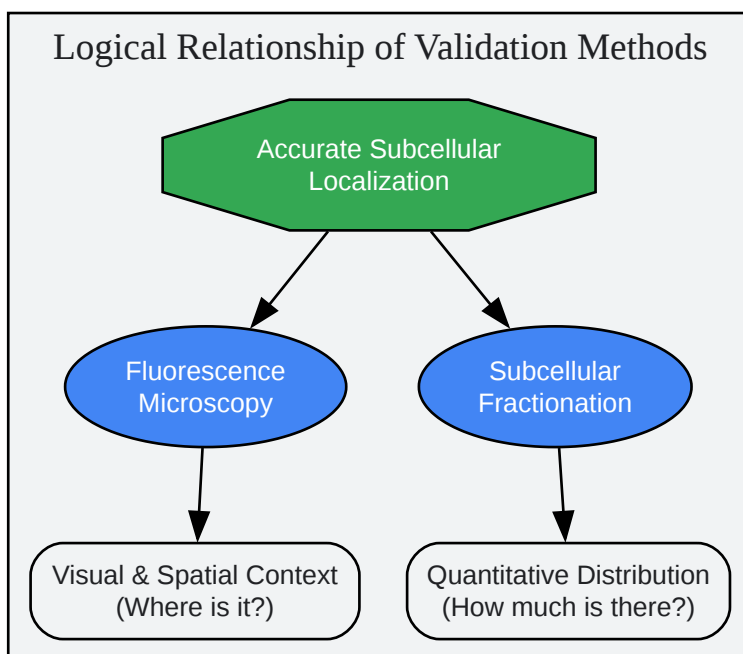 Logical Relationship of Validation Methods
Accurate Subcellular
Localization
Fluorescence
Microscopy
Subcellular
Fractionation
Visual & Spatial Context
(Where is it?)
Quantitative Distribution
(How much is there?)